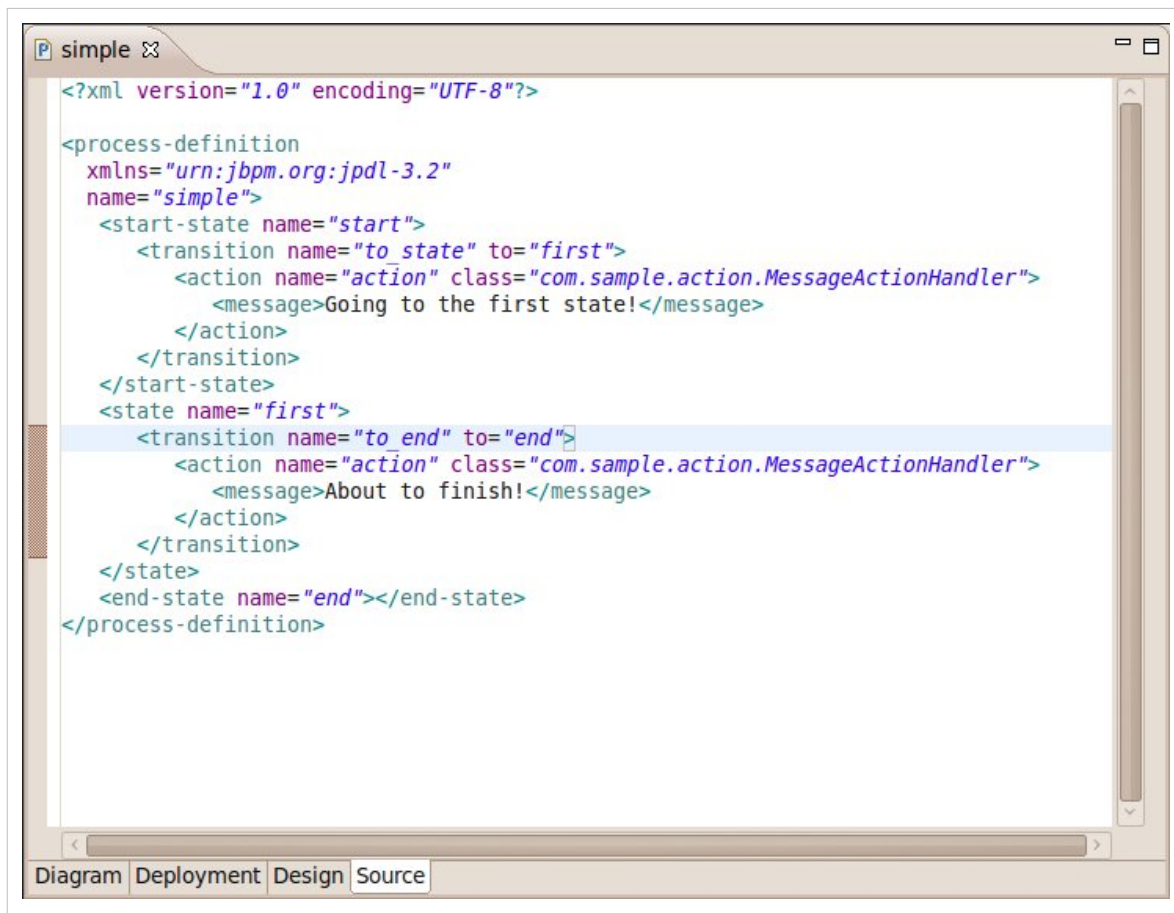 simple
<?xml version="1.0" encoding="UTF-8"?>
<process-definition
  xmlns="urn:jbpm.org:jpdl-3.2"
  name="simple">
   <start-state name="start">
      <transition name="to_state" to="first">
         <action name="action" class="com.sample.action.MessageActionHandler">
            <message>Going to the first state!</message>
         </action>
      </transition>
   </start-state>
   <state name="first">
      <transition name="to_end" to="end">
         <action name="action" class="com.sample.action.MessageActionHandler">
            <message>About to finish!</message>
         </action>
      </transition>
   </state>
   <end-state name="end"></end-state>
</process-definition>
Diagram Deployment Design Source